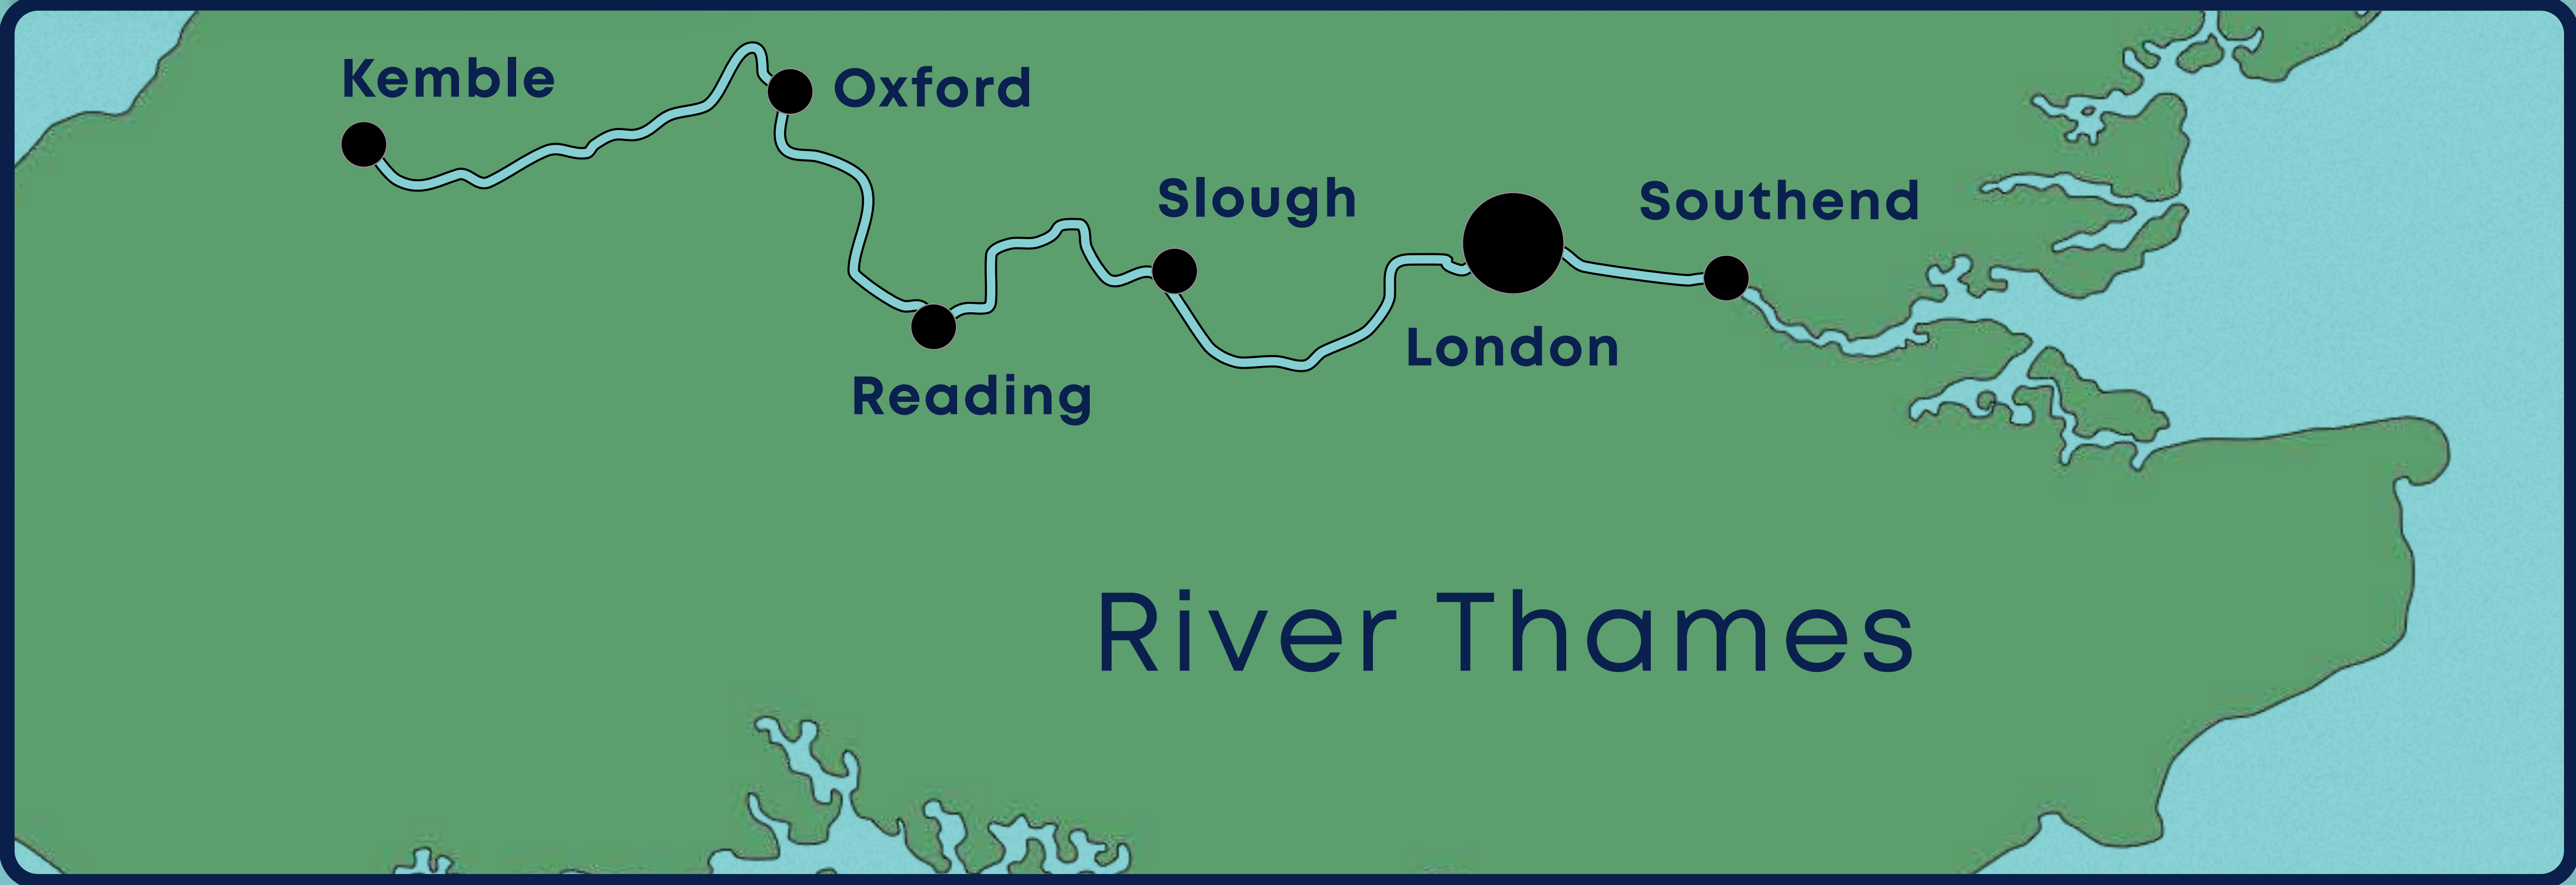 Kemble
Oxford
Slough
Southend
London
Reading
River Thames